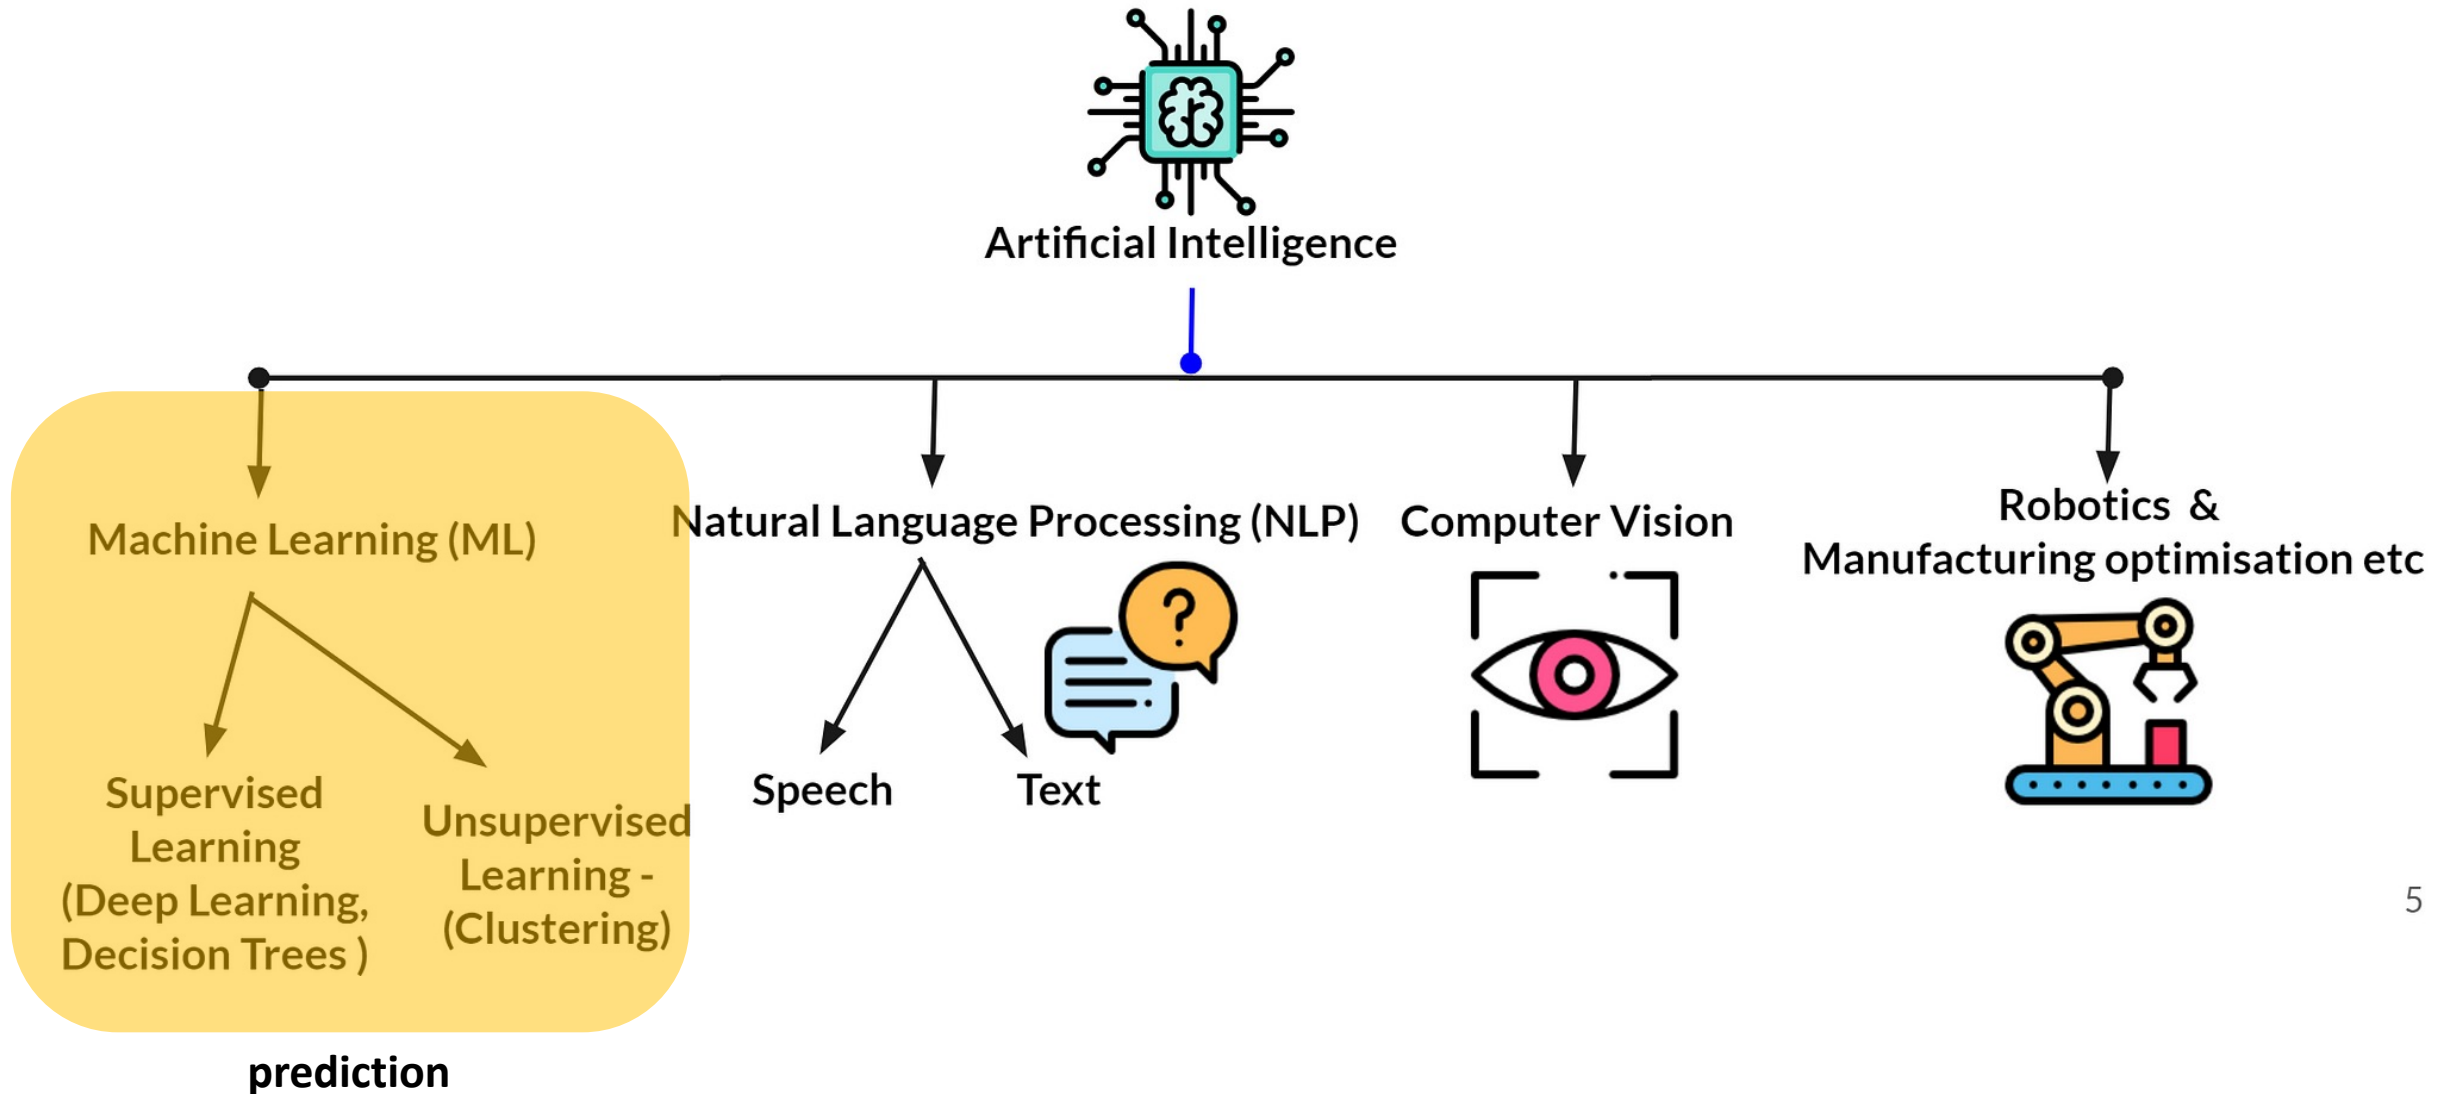 Artificial Intelligence
Machine Learning (ML)
Natural Language Processing (NLP)
Computer Vision
Robotics &
Manufacturing optimisation etc
?
Supervised
Learning
(Deep Learning,
Decision Trees )
Unsupervised
Learning -
(Clustering)
Speech
Text
5
prediction